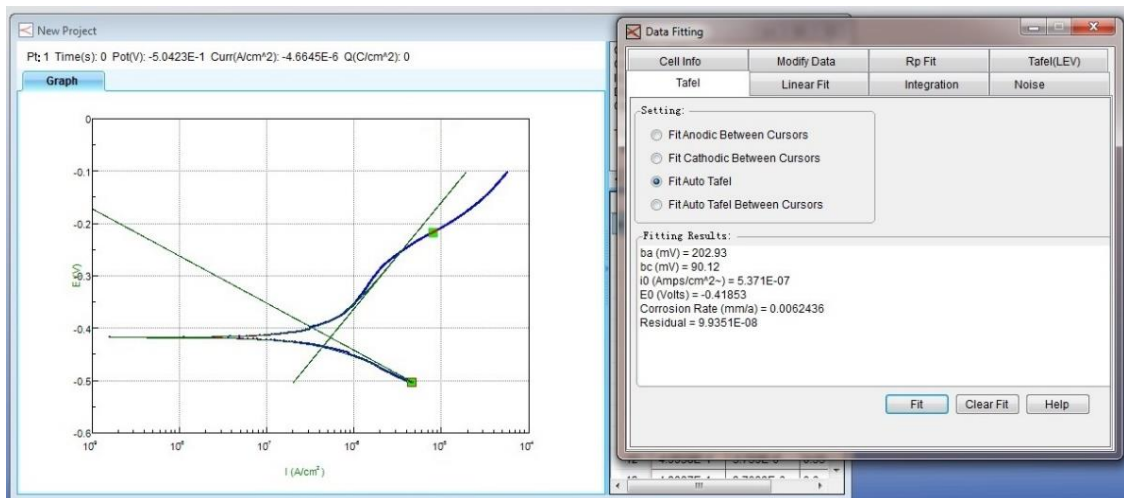 New Project
Pt: 1 Time(s): 0 Pot(V): -5.0423E-1 Curr(A/cm^2): -4.6645E-6 Q(C/cm^2): 0
Graph
0
-0.1
-0.2
-0.3
-0.4
-0.5
-0.6
E (V)
I (A/cm²)
Data Fitting
Cell Info
Modify Data
Rp Fit
Tafel(LEV)
Tafel
Linear Fit
Integration
Noise
Setting:
Fit Anodic Between Cursors
Fit Cathodic Between Cursors
Fit Auto Tafel
Fit Auto Tafel Between Cursors
Fitting Results:
ba (mV) = 202.93
bc (mV) = 90.12
i0 (Amps/cm^2~) = 5.371E-07
E0 (Volts) = -0.41853
Corrosion Rate (mm/a) = 0.0062436
Residual = 9.9351E-08
Fit
Clear Fit
Help